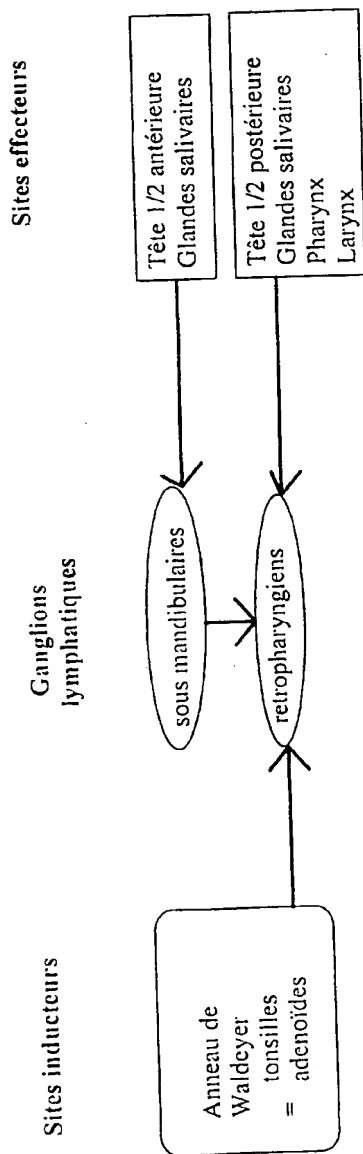 Sites inducteurs
Ganglions
lymphatiques
Sites effecteurs
Anneau de
Waldeyer
tonsilles
= adenoïdes
sous mandibulaires
retropharyngiens
Tête 1/2 antérieure
Glandes salivaires
Tête 1/2 postérieure
Glandes salivaires
Pharynx
Larynx